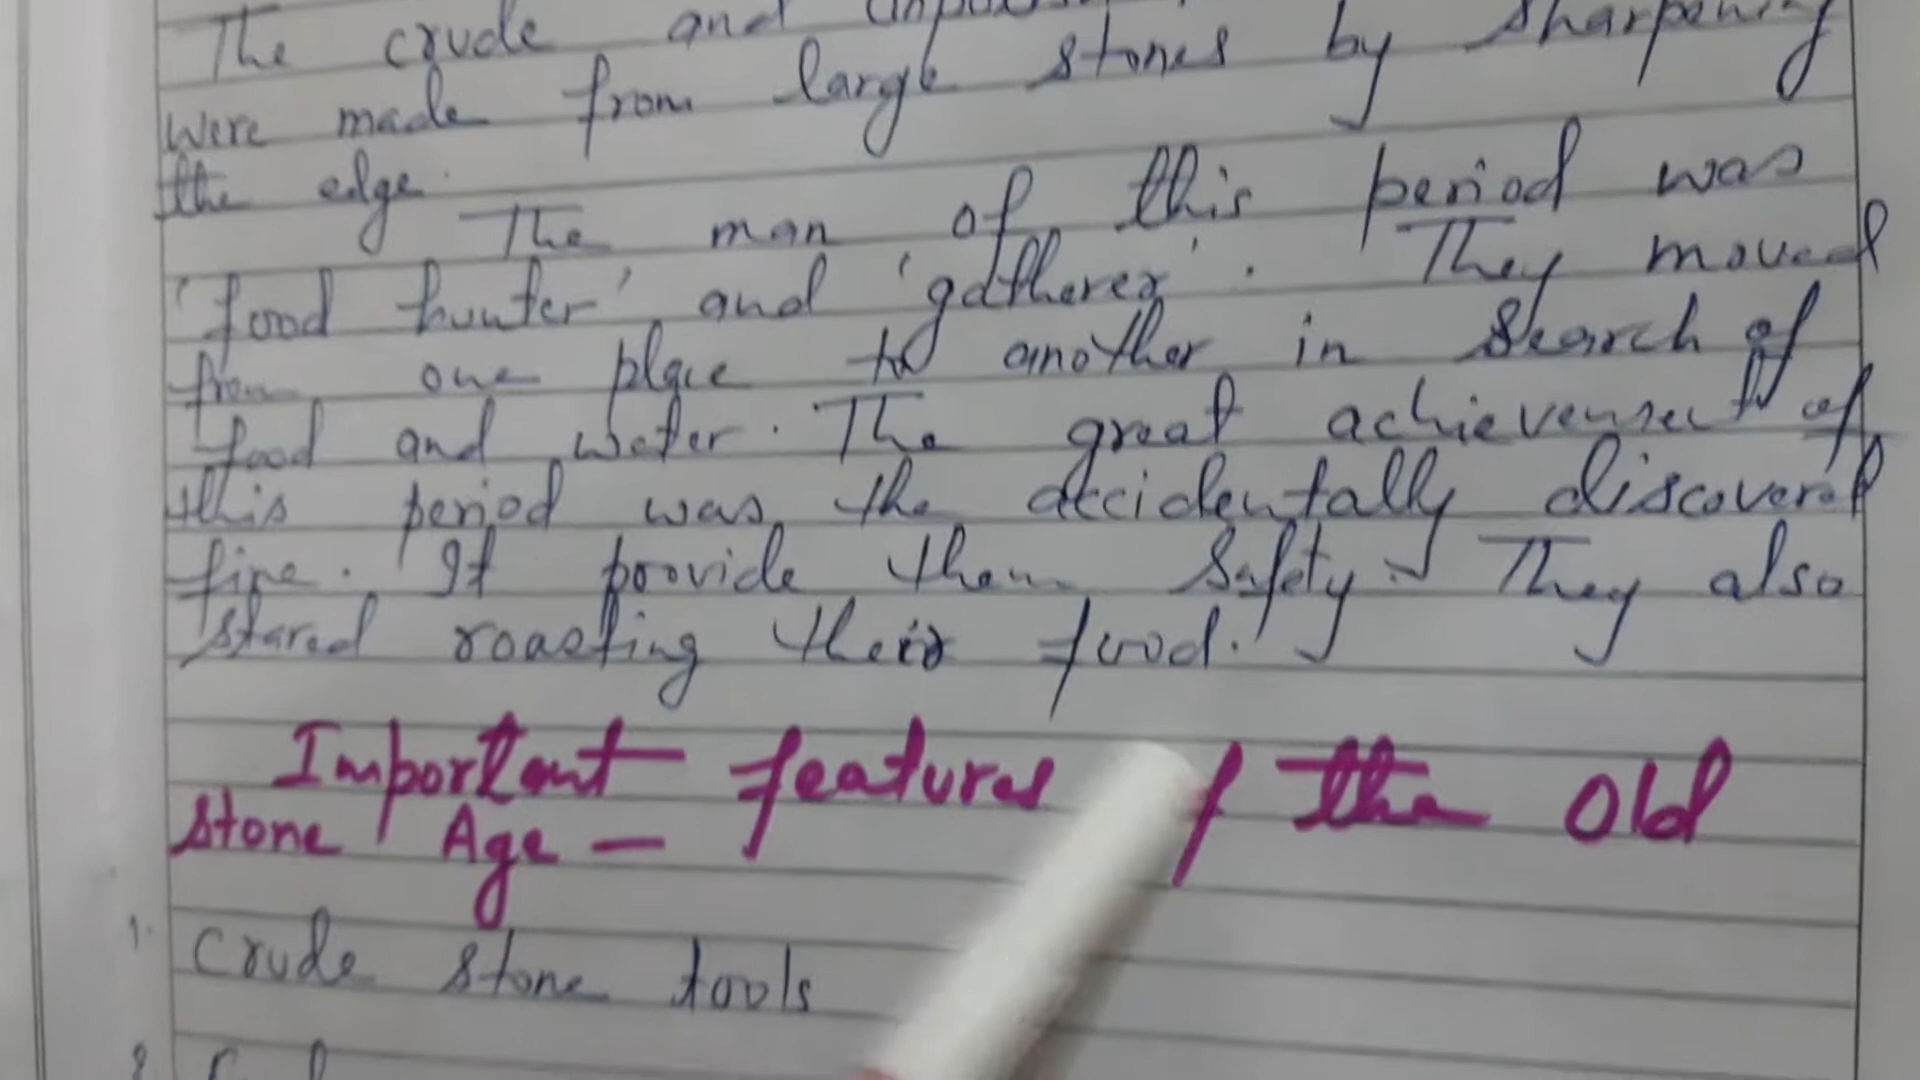 The crude and
were made from large stones by sharpening
the edge.
The man of this period was
'food hunter' and 'gatherer'. They moved
from one place to another in search of
food and water. The great achievement of
this period was the accidentally discovered
fire. It provide them safety. They also
stared roasting their food.
Important features of the Old
Stone Age -
1. Crude stone tools
2.